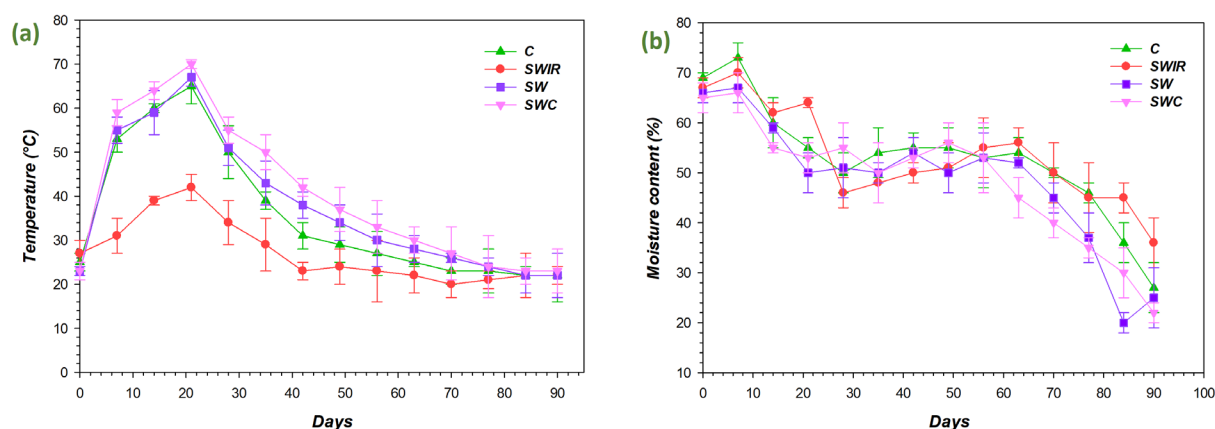 (a)
Temperature (°C)
80
70
60
50
40
30
20
10
0
C
SWIR
SW
SWC
0 10 20 30 40 50 60 70 80 90
Days
(b)
Moisture content (%)
80
70
60
50
40
30
20
10
C
SWIR
SW
SWC
0 10 20 30 40 50 60 70 80 90 100
Days